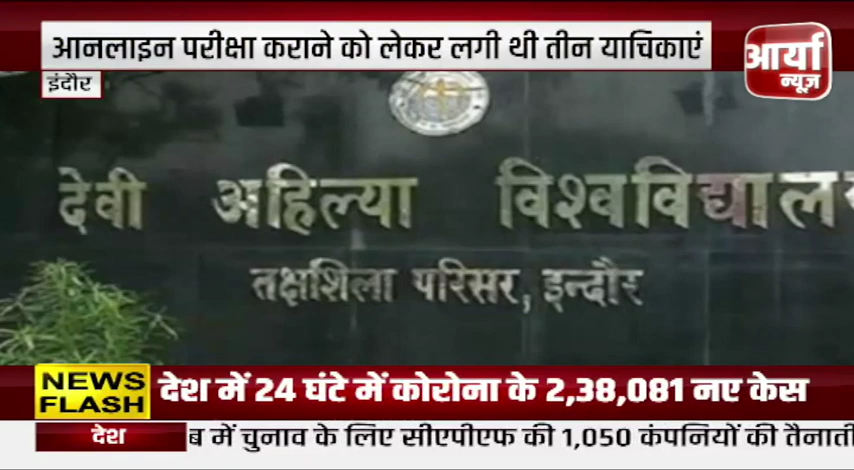 आनलाइन परीक्षा कराने को लेकर लगी थी तीन याचिकाएं
आर्या
न्यूज़
इंदौर
देवी अहिल्या विश्वविद्यालय
तक्षशिला परिसर, इन्दौर
NEWS
FLASH
देश में 24 घंटे में कोरोना के 2,38,081 नए केस
देश
ब में चुनाव के लिए सीएपीएफ की 1,050 कंपनियों की तैनाती